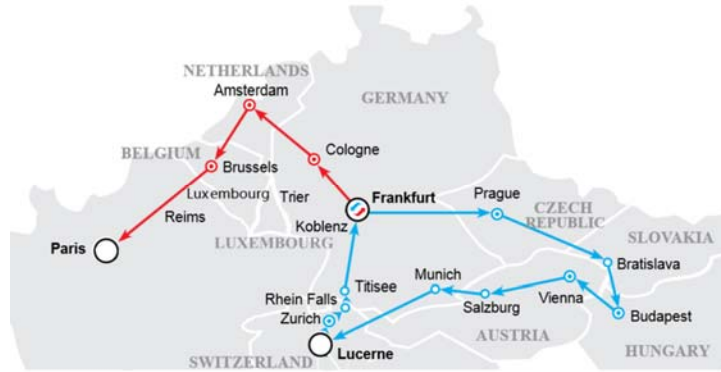 NETHERLANDS
Amsterdam
GERMANY
Cologne
BELGIUM
Brussels
Luxembourg
Trier
Frankfurt
Prague
Reims
Koblenz
CZECH
REPUBLIC
SLOVAKIA
Paris
LUXEMBOURG
Bratislava
Munich
Titisee
Rhein Falls
Vienna
Salzburg
Zurich
Budapest
AUSTRIA
Lucerne
SWITZERLAND
HUNGARY